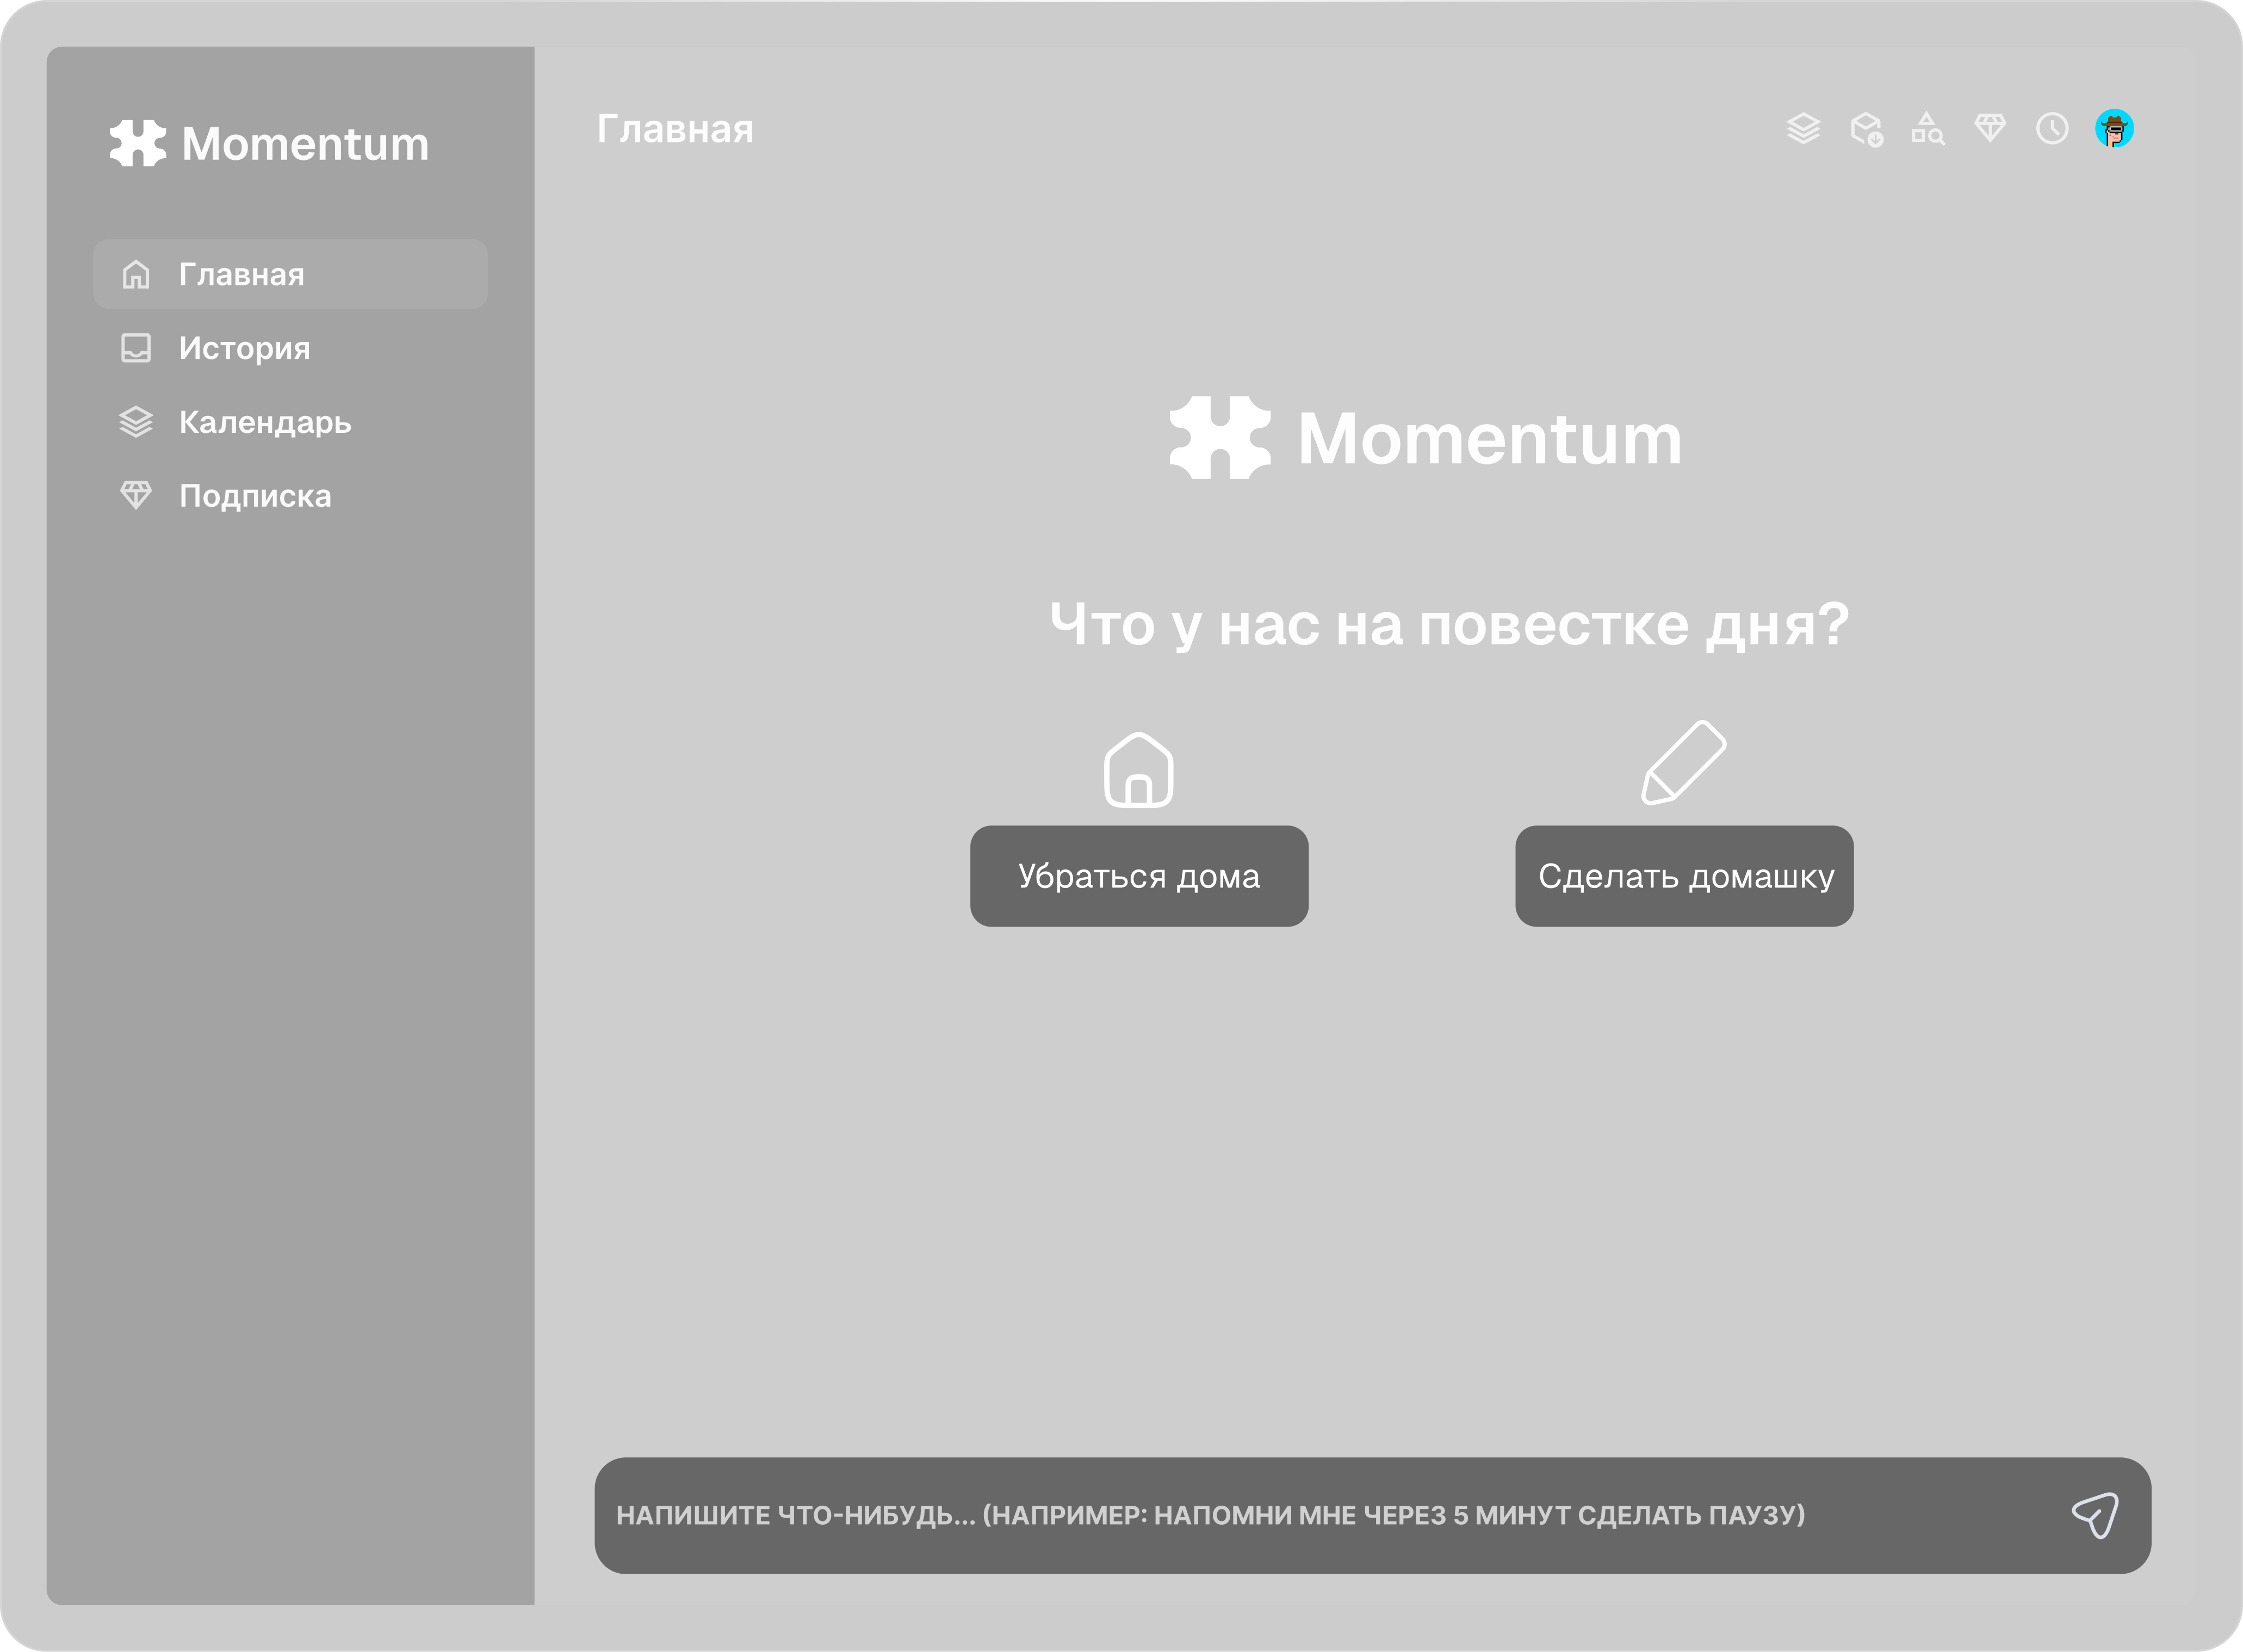 Momentum
Главная
История
Календарь
Подписка
Главная
Momentum
Что у нас на повестке дня?
Убраться дома
Сделать домашку
НАПИШИТЕ ЧТО-НИБУДЬ... (НАПРИМЕР: НАПОМНИ МНЕ ЧЕРЕЗ 5 МИНУТ СДЕЛАТЬ ПАУЗУ)